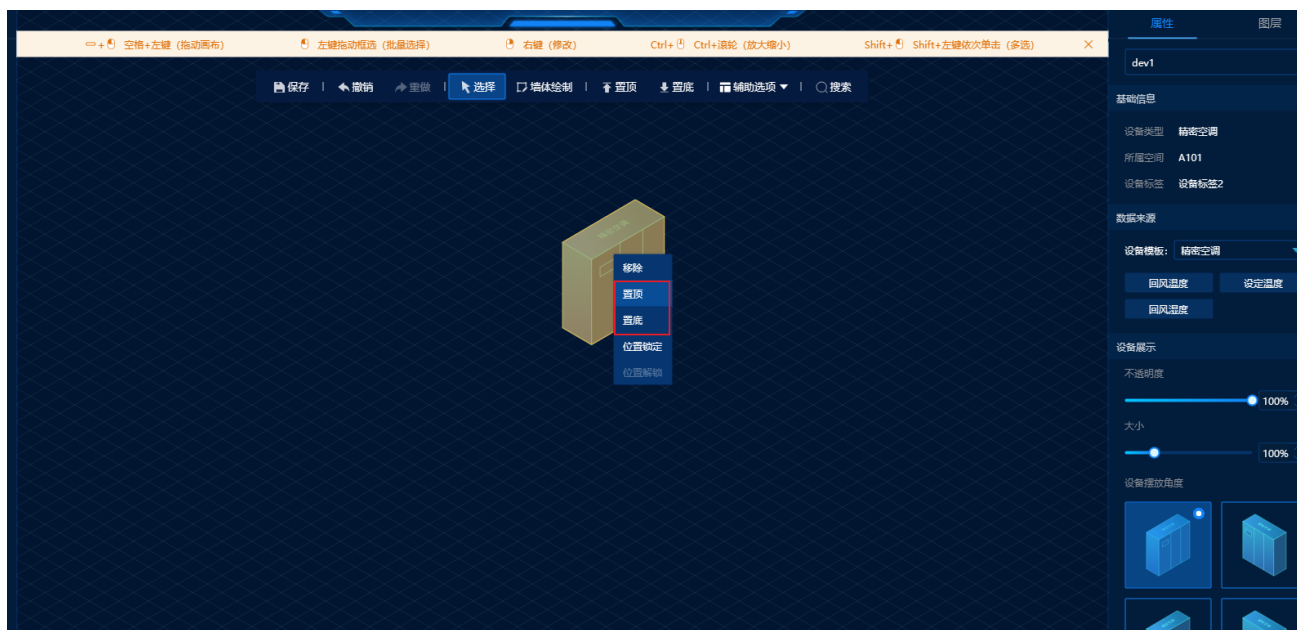 属性 图层
空格+左键 (拖动画布) 左键拖动框选 (批量选择) 右键 (修改) Ctrl+ Ctrl+滚轮 (放大缩小) Shift+ Shift+左键依次单击 (多选)
dev1
保存 撤销 重做 选择 墙体绘制 置顶 置底 辅助选项 搜索
基础信息
设备类型 精密空调
所属空间 A101
设备标签 设备标签2
数据来源
设备模板: 精密空调
精密空调
移除
回风温度 设定温度
置顶
回风湿度
置底
位置锁定
设备展示
位置解锁
不透明度
100%
大小
100%
设备摆放角度